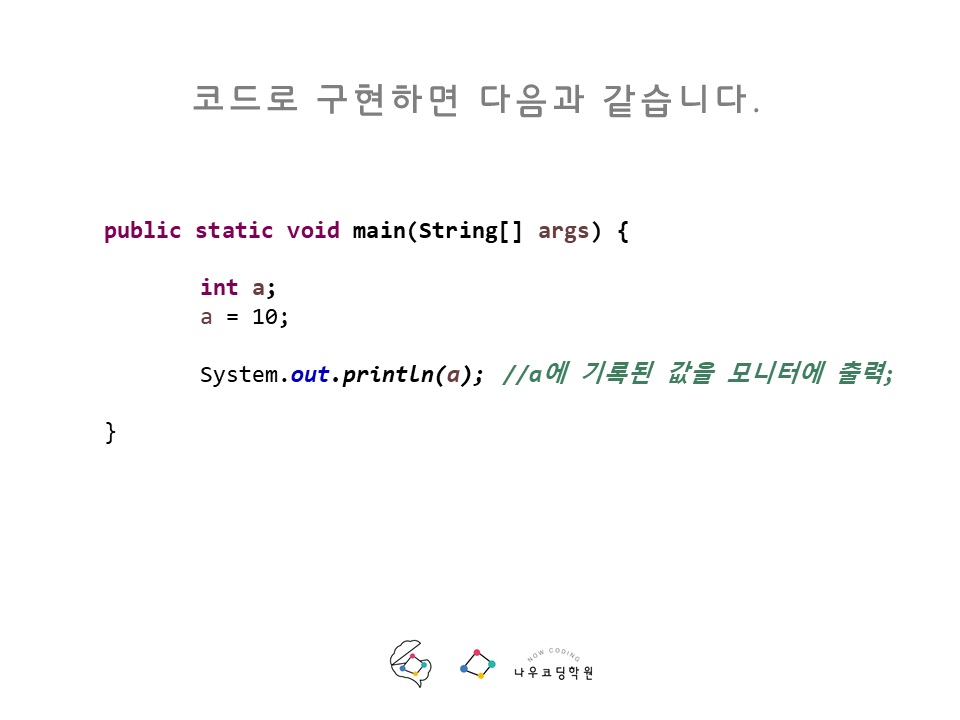 코드로 구현하면 다음과 같습니다.
public static void main(String[] args) {
int a;
a = 10;
System.out.println(a); //a에 기록된 값을 모니터에 출력;
}
NOW CODING
나우코딩학원